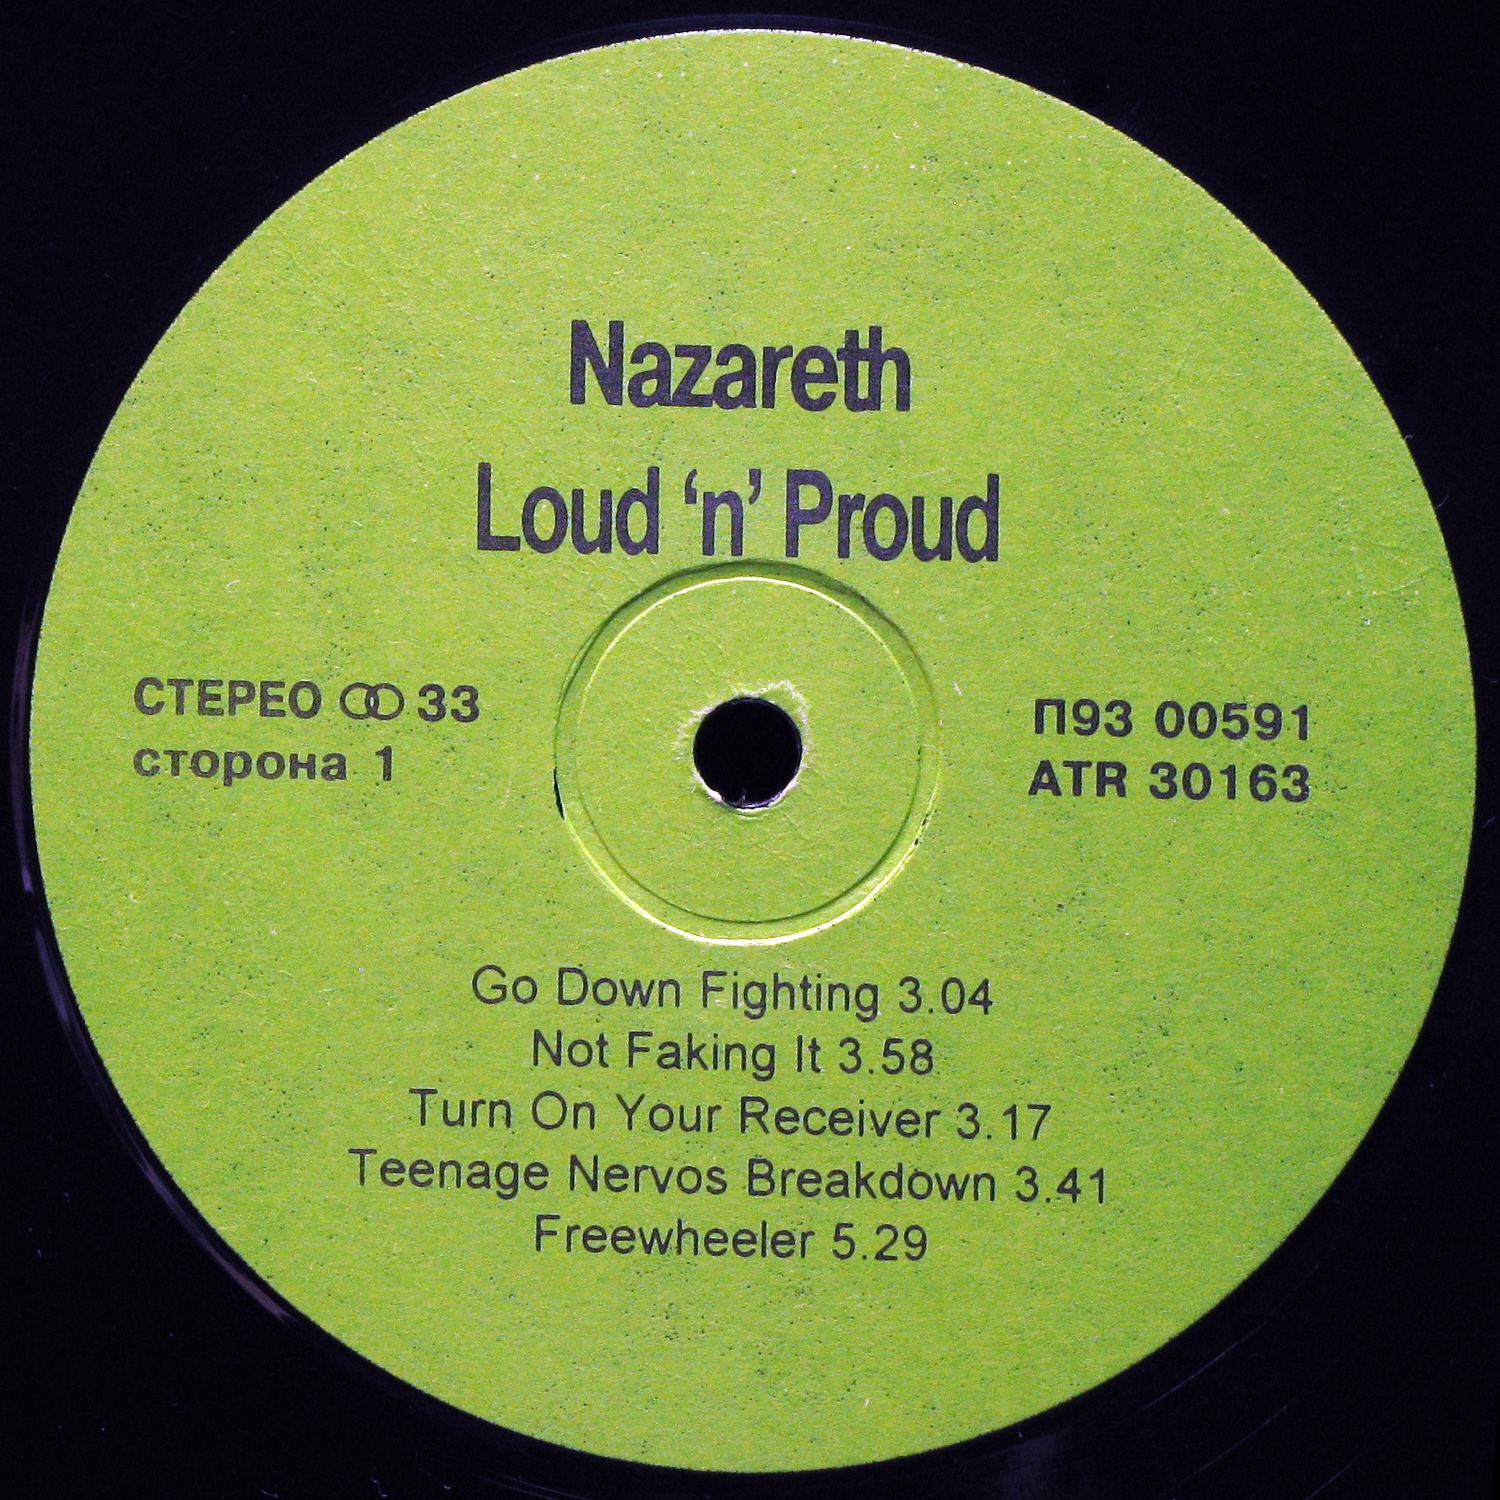 Nazareth
Loud ‘n’ Proud
СТЕРЕО 33
сторона 1
П93 00591
ATR 30163
Go Down Fighting 3.04
Not Faking It 3.58
Turn On Your Receiver 3.17
Teenage Nervos Breakdown 3.41
Freewheeler 5.29